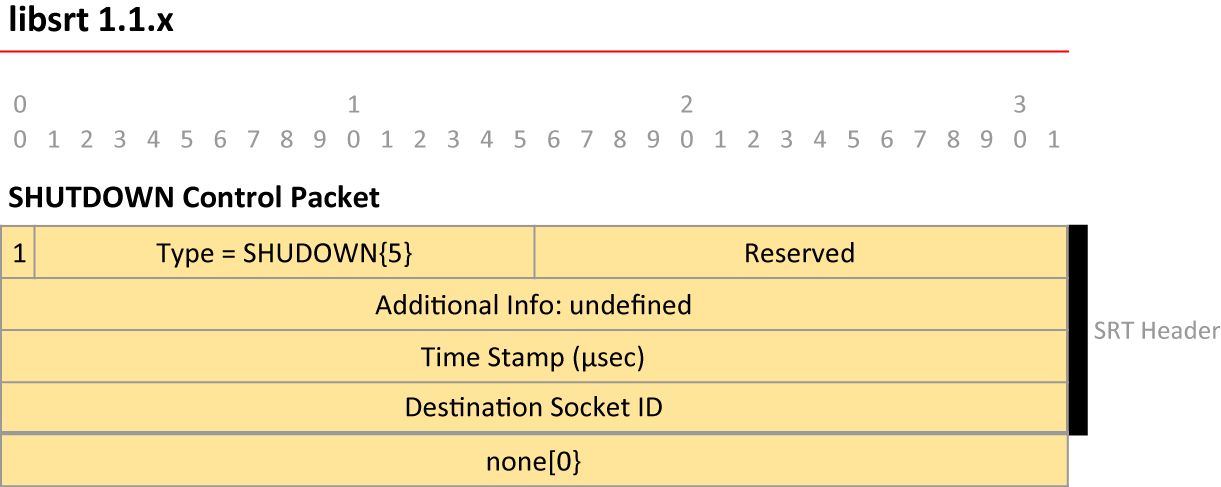 libsrt 1.1.x
0 1 2 3
0 1 2 3 4 5 6 7 8 9 0 1 2 3 4 5 6 7 8 9 0 1 2 3 4 5 6 7 8 9 0 1
SHUTDOWN Control Packet
1 Type = SHUDOWN{5} Reserved
Additional Info: undefined
Time Stamp (μsec)
SRT Header
Destination Socket ID
none[0}